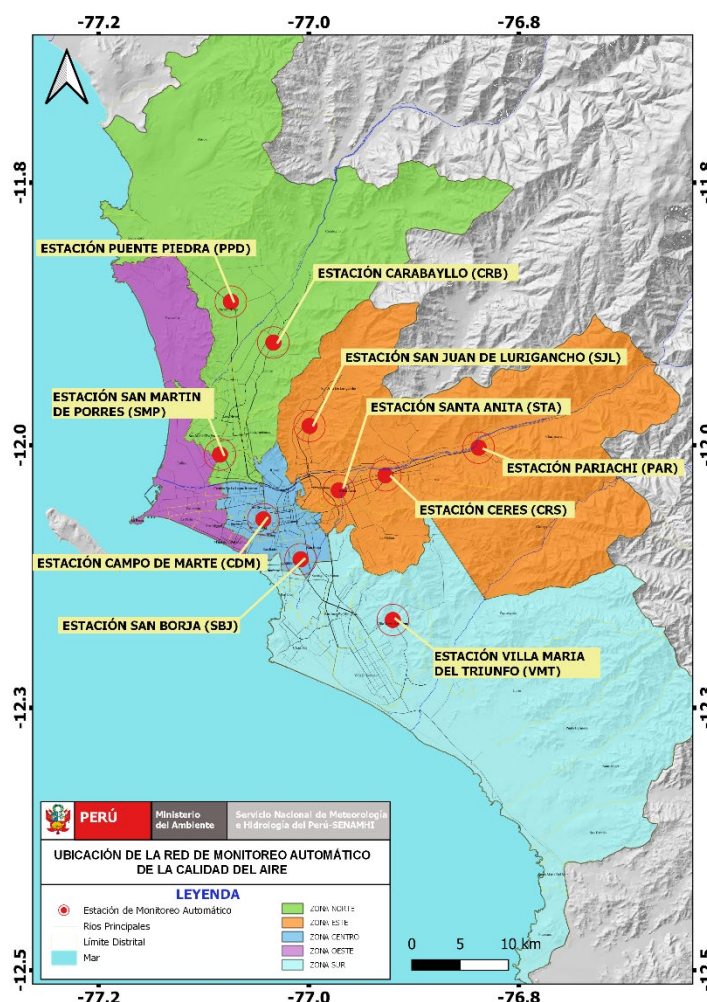 -77.2
-77.0
-76.8
-11.8
-11.8
ESTACIÓN PUENTE PIEDRA (PPD)
ESTACIÓN CARABAYLLO (CRB)
ESTACIÓN SAN JUAN DE LURIGANCHO (SJL)
ESTACIÓN SAN MARTIN
DE PORRES (SMP)
ESTACIÓN SANTA ANITA (STA)
-12.0
-12.0
ESTACIÓN PARIACHI (PAR)
ESTACIÓN CERES (CRS)
ESTACIÓN CAMPO DE MARTE (CDM)
ESTACIÓN SAN BORJA (SBJ)
ESTACIÓN VILLA MARIA
DEL TRIUNFO (VMT)
-12.3
-12.3
PERÚ
Ministerio
del Ambiente
Servicio Nacional de Meteorología
e Hidrología del Perú-SENAMHI
UBICACIÓN DE LA RED DE MONITOREO AUTOMÁTICO
DE LA CALIDAD DEL AIRE
LEYENDA
Estación de Monitoreo Automático
Rios Principales
Límite Distrital
Mar
ZONA NORTE
ZONA ESTE
ZONA CENTRO
ZONA OESTE
ZONA SUR
0 5 10 km
-12.5
-12.5
-77.2
-77.0
-76.8